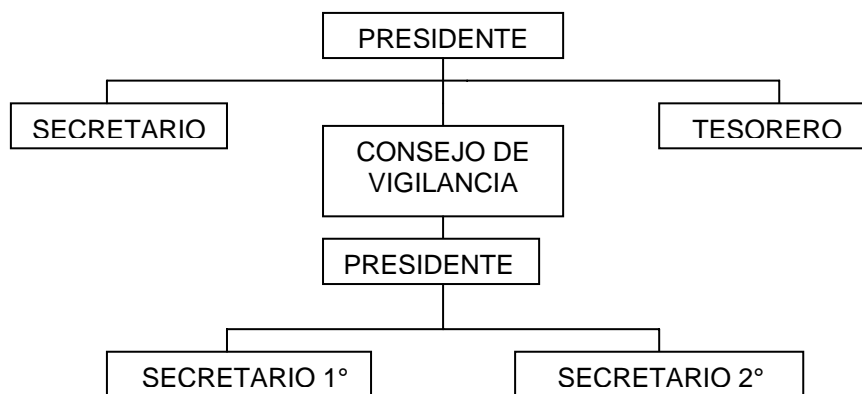 PRESIDENTE
SECRETARIO
TESORERO
CONSEJO DE
VIGILANCIA
PRESIDENTE
SECRETARIO 1°
SECRETARIO 2°